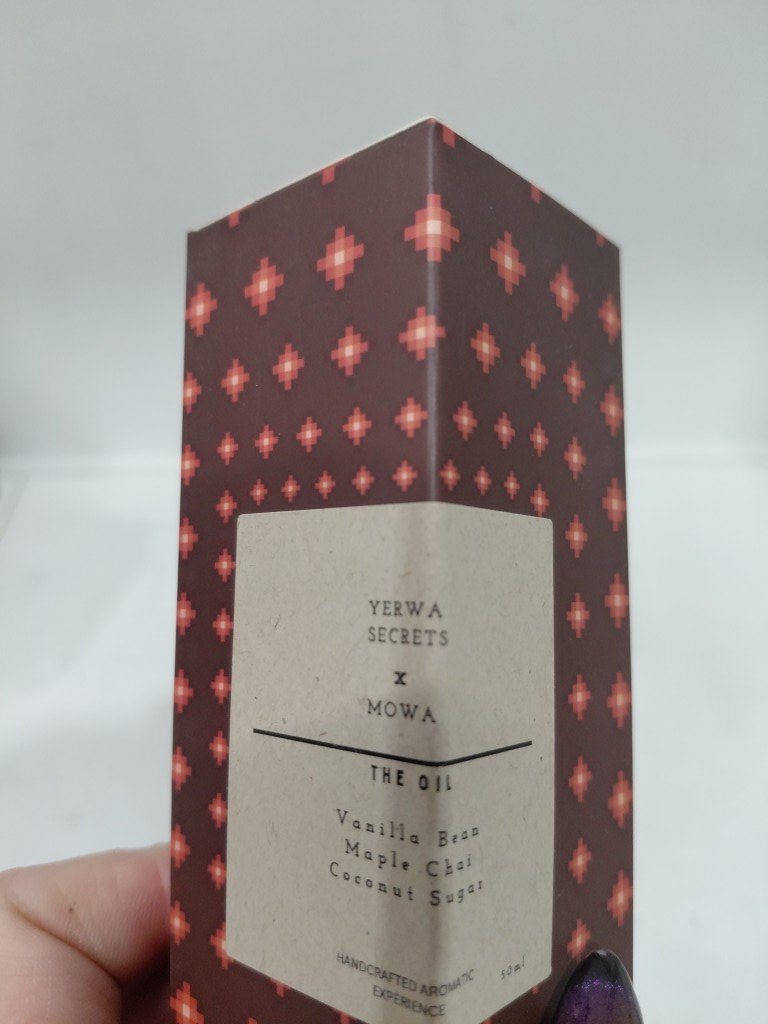 YERWA
SECRETS
x
MOWA
THE OIL
Vanilla Bean
Maple Chai
Coconut Sugar
HANDCRAFTED AROMATIC
EXPERIENCE
50ml